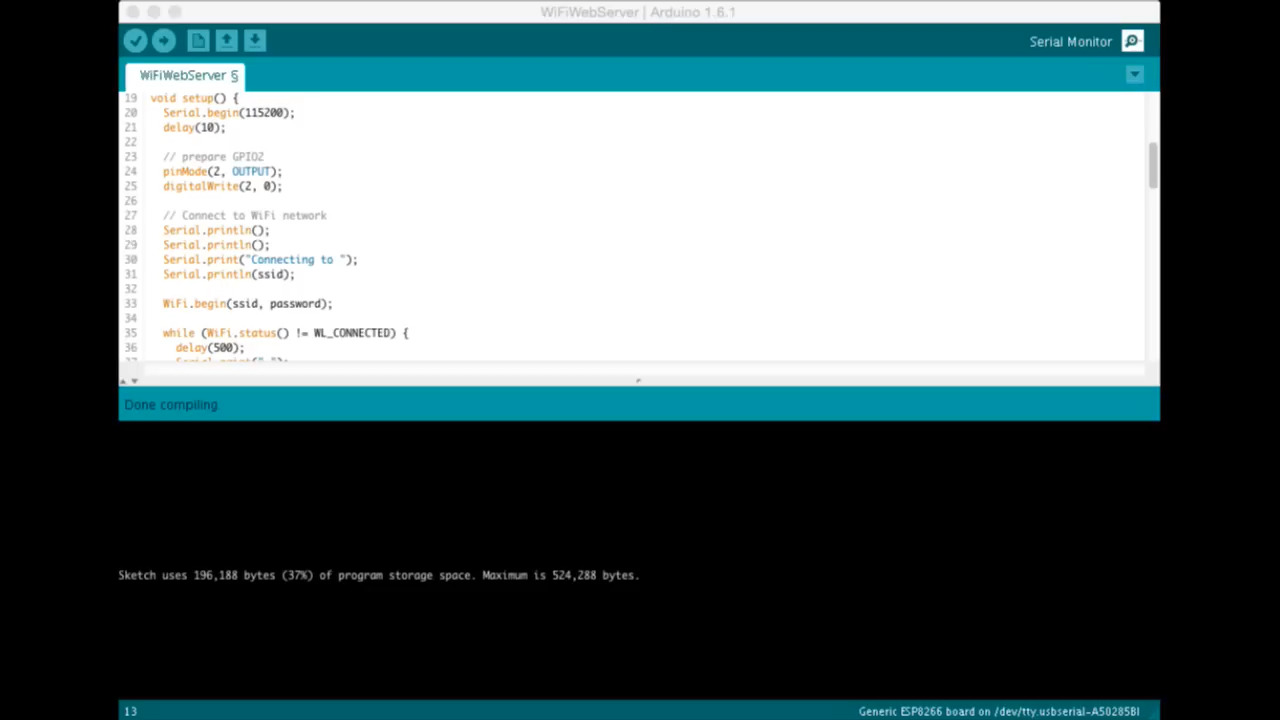 WiFiWebServer | Arduino 1.6.1
Serial Monitor
WiFiWebServer §
19 void setup() {
20 Serial.begin(115200);
21 delay(10);
22
23 // prepare GPIO2
24 pinMode(2, OUTPUT);
25 digitalWrite(2, 0);
26
27 // Connect to WiFi network
28 Serial.println();
29 Serial.println();
30 Serial.print("Connecting to ");
31 Serial.println(ssid);
32
33 WiFi.begin(ssid, password);
34
35 while (WiFi.status() != WL_CONNECTED) {
36 delay(500);
37 Serial.print(".");
Done compiling.
Sketch uses 196,188 bytes (37%) of program storage space. Maximum is 524,288 bytes.
13
Generic ESP8266 board on /dev/tty.usbserial-A50285BI